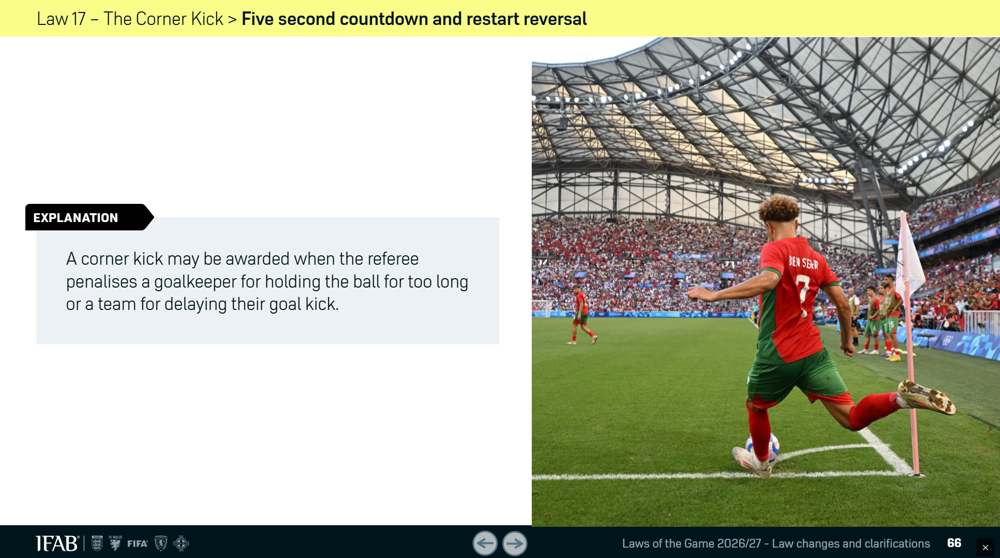 Law 17 – The Corner Kick > Five second countdown and restart reversal
EXPLANATION
A corner kick may be awarded when the referee
penalises a goalkeeper for holding the ball for too long
or a team for delaying their goal kick.
BEN SEGHIR
7
15
IFAB
FA WALES
FIFA
Laws of the Game 2026/27 - Law changes and clarifications
66